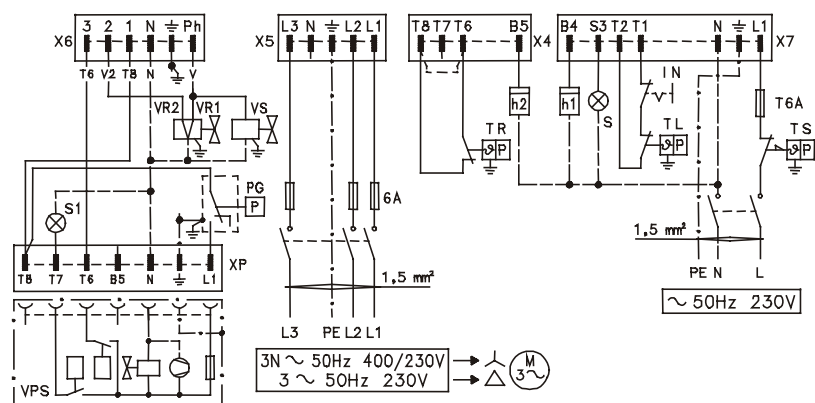 3 2 1 N Ph
X6
T6 V2 T8 N V
VR2 VR1 VS
S1
PG
P
XP
T8 T7 T6 B5 N L1
VPS
L3 N L2 L1
X5
6A
1,5 mm²
L3 PE L2 L1
3N ~ 50Hz 400/230V
3 ~ 50Hz 230V
M
3~
T8 T7 T6 B5
X4
h2
TR
ϑ P
B4 S3 T2 T1 N L1
X7
h1
S
IN
TL
ϑ P
T6A
TS
ϑ P
1,5 mm²
PE N L
~ 50Hz 230V